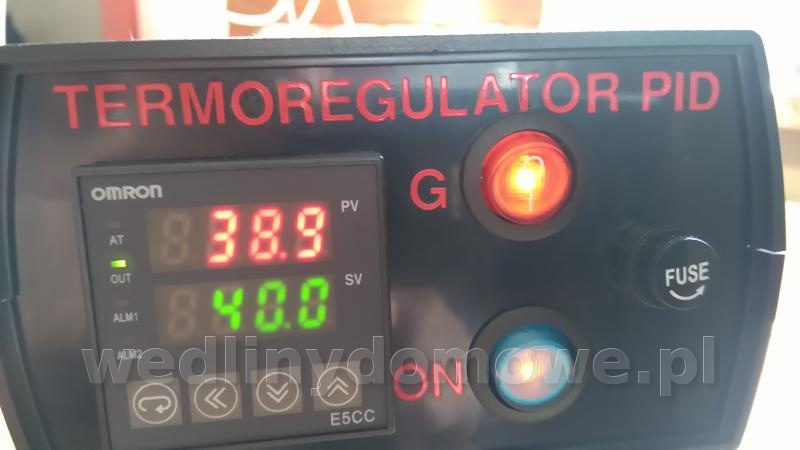 TERMOREGULATOR PID
OMRON
PV
38.9
AT
OUT
SV
40.0
ALM1
ALM2
E5CC
G
ON
FUSE
wedlinydomowe.pl